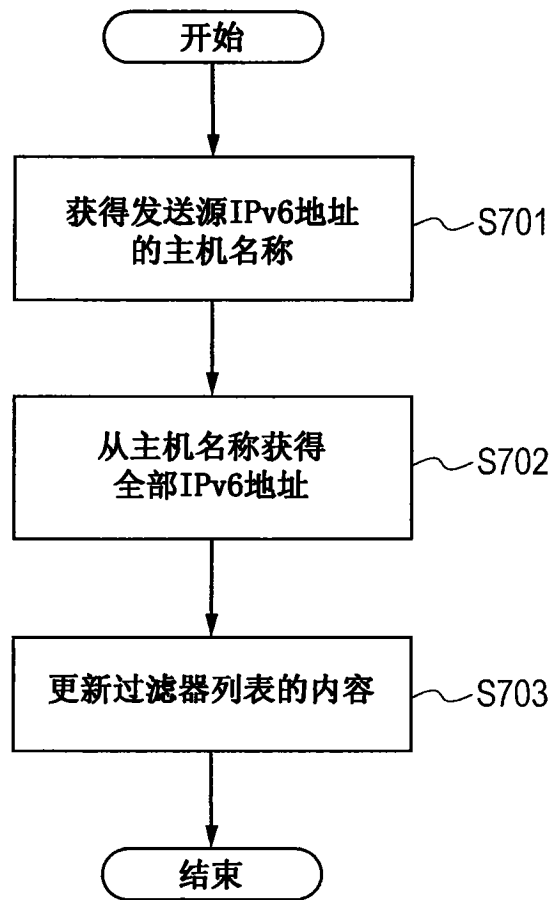 开始
获得发送源IPv6地址
的主机名称
S701
从主机名称获得
全部IPv6地址
S702
更新过滤器列表的内容
S703
结束